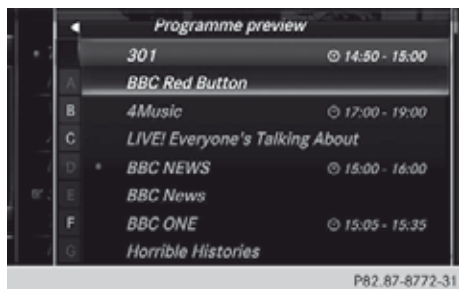 Programme preview
301 14:50 - 15:00
A BBC Red Button
B 4Music 17:00 - 19:00
C LIVE! Everyone's Talking About
D * BBC NEWS 15:00 - 16:00
E BBC News
F BBC ONE 15:05 - 15:35
G Horrible Histories
P82.87-8772-31